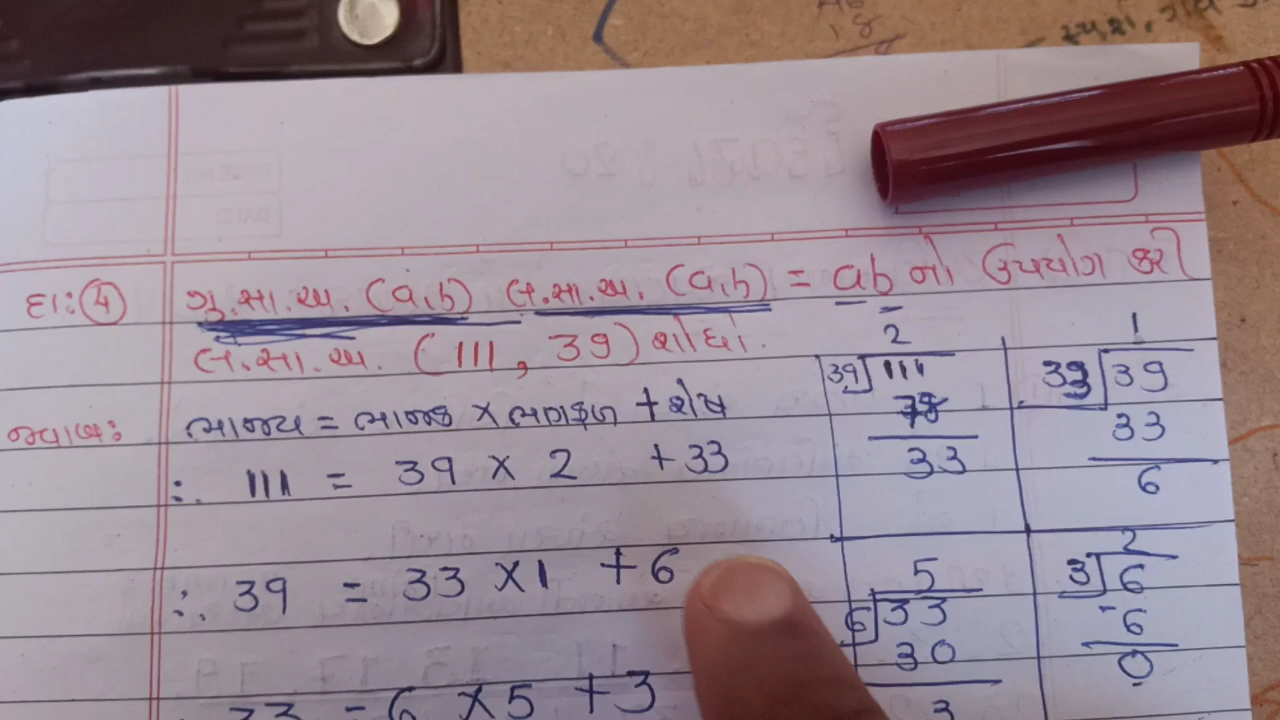 દા:૪ ગુ.સા.અ. (a,b) લ.સા.અ. (a,b) = ab નો ઉપયોગ કરી
લ.સા.અ. (111, 39) શોધો.
જવાબ: ભાજ્ય = ભાજક × ભાગફળ + શેષ
∴ 111 = 39 × 2 + 33
∴ 39 = 33 × 1 + 6
33 = 6 × 5 + 3
2
39 111
78
33
1
33 39
33
6
5
6 33
30
3
2
3 6
- 6
0